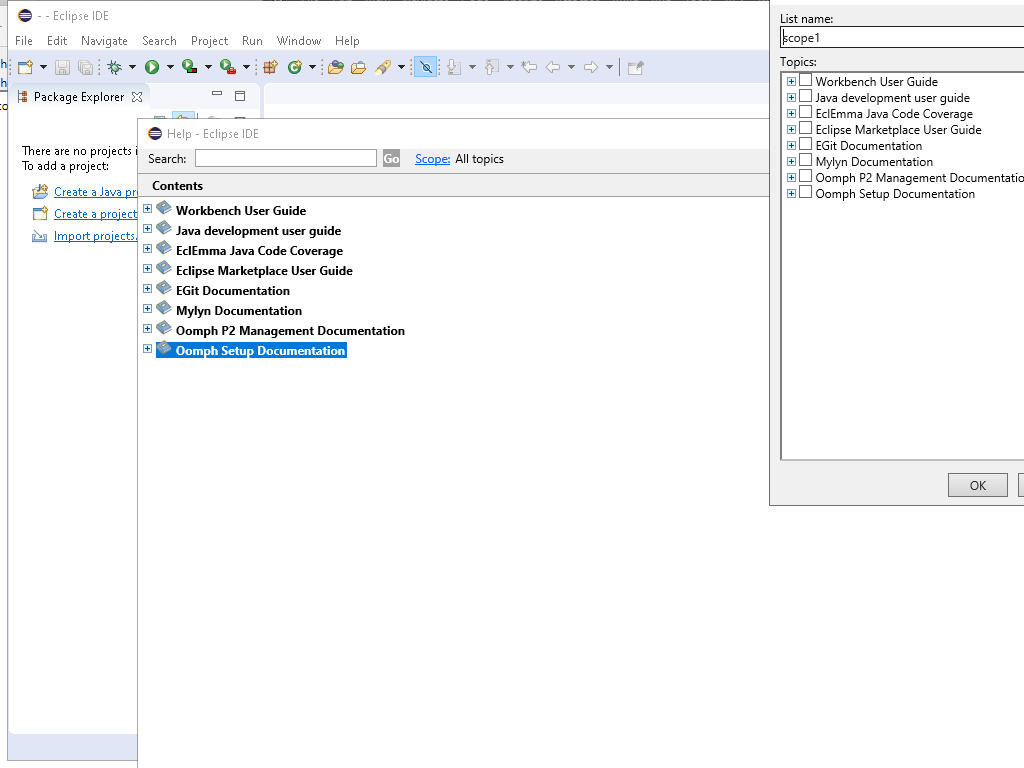 - - Eclipse IDE
File Edit Navigate Search Project Run Window Help
Package Explorer
There are no projects i
To add a project:
Create a Java pr
Create a project
Import projects.
Help - Eclipse IDE
Search:
Go
Scope: All topics
Contents
Workbench User Guide
Java development user guide
EclEmma Java Code Coverage
Eclipse Marketplace User Guide
EGit Documentation
Mylyn Documentation
Oomph P2 Management Documentation
Oomph Setup Documentation
List name:
scope1
Topics:
Workbench User Guide
Java development user guide
EclEmma Java Code Coverage
Eclipse Marketplace User Guide
EGit Documentation
Mylyn Documentation
Oomph P2 Management Documentatio
Oomph Setup Documentation
OK